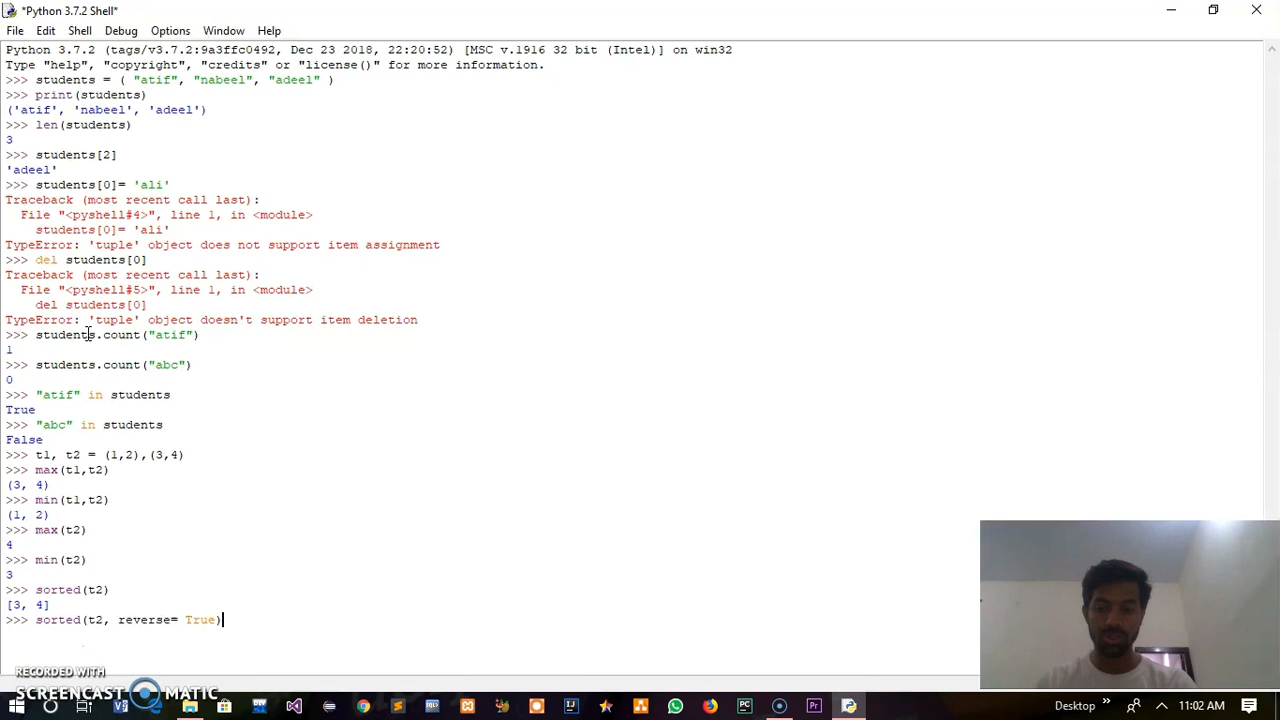 *Python 3.7.2 Shell*
File Edit Shell Debug Options Window Help
Python 3.7.2 (tags/v3.7.2:9a3ffc0492, Dec 23 2018, 22:20:52) [MSC v.1916 32 bit (Intel)] on win32
Type "help", "copyright", "credits" or "license()" for more information.
>>> students = ( "atif", "nabeel", "adeel" )
>>> print(students)
('atif', 'nabeel', 'adeel')
>>> len(students)
3
>>> students[2]
'adeel'
>>> students[0]= 'ali'
Traceback (most recent call last):
  File "<pyshell#4>", line 1, in <module>
    students[0]= 'ali'
TypeError: 'tuple' object does not support item assignment
>>> del students[0]
Traceback (most recent call last):
  File "<pyshell#5>", line 1, in <module>
    del students[0]
TypeError: 'tuple' object doesn't support item deletion
>>> students.count("atif")
1
>>> students.count("abc")
0
>>> "atif" in students
True
>>> "abc" in students
False
>>> t1, t2 = (1,2),(3,4)
>>> max(t1,t2)
(3, 4)
>>> min(t1,t2)
(1, 2)
>>> max(t2)
4
>>> min(t2)
3
>>> sorted(t2)
[3, 4]
>>> sorted(t2, reverse= True)
RECORDED WITH
SCREENCAST MATIC
Desktop
11:02 AM